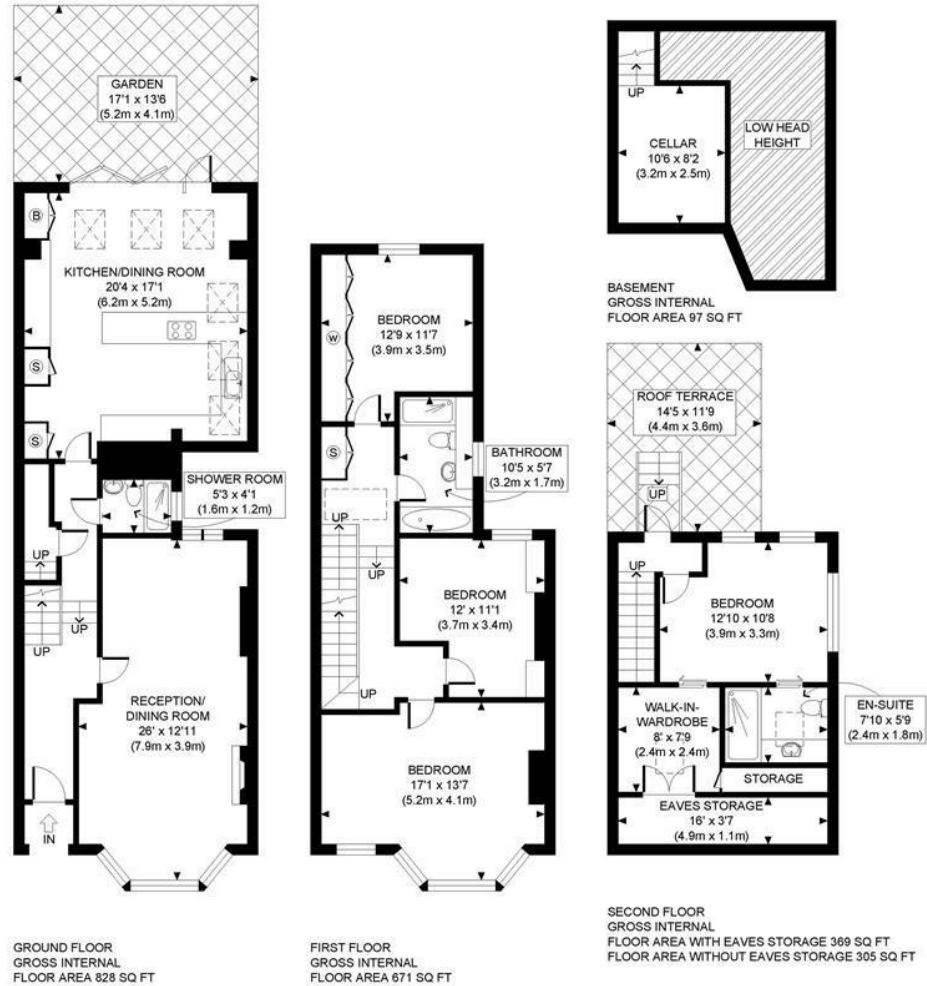 GARDEN
17'1 x 13'6
(5.2m x 4.1m)
B
KITCHEN/DINING ROOM
20'4 x 17'1
(6.2m x 5.2m)
S
S
SHOWER ROOM
5'3 x 4'1
(1.6m x 1.2m)
UP
UP
UP
RECEPTION/
DINING ROOM
26' x 12'11
(7.9m x 3.9m)
IN
GROUND FLOOR
GROSS INTERNAL
FLOOR AREA 828 SQ FT
BEDROOM
12'9 x 11'7
(3.9m x 3.5m)
W
S
BATHROOM
10'5 x 5'7
(3.2m x 1.7m)
UP
UP
BEDROOM
12' x 11'1
(3.7m x 3.4m)
UP
BEDROOM
17'1 x 13'7
(5.2m x 4.1m)
FIRST FLOOR
GROSS INTERNAL
FLOOR AREA 671 SQ FT
UP
CELLAR
10'6 x 8'2
(3.2m x 2.5m)
LOW HEAD
HEIGHT
BASEMENT
GROSS INTERNAL
FLOOR AREA 97 SQ FT
ROOF TERRACE
14'5 x 11'9
(4.4m x 3.6m)
UP
UP
BEDROOM
12'10 x 10'8
(3.9m x 3.3m)
WALK-IN-
WARDROBE
8' x 7'9
(2.4m x 2.4m)
EN-SUITE
7'10 x 5'9
(2.4m x 1.8m)
STORAGE
EAVES STORAGE
16' x 3'7
(4.9m x 1.1m)
SECOND FLOOR
GROSS INTERNAL
FLOOR AREA WITH EAVES STORAGE 369 SQ FT
FLOOR AREA WITHOUT EAVES STORAGE 305 SQ FT